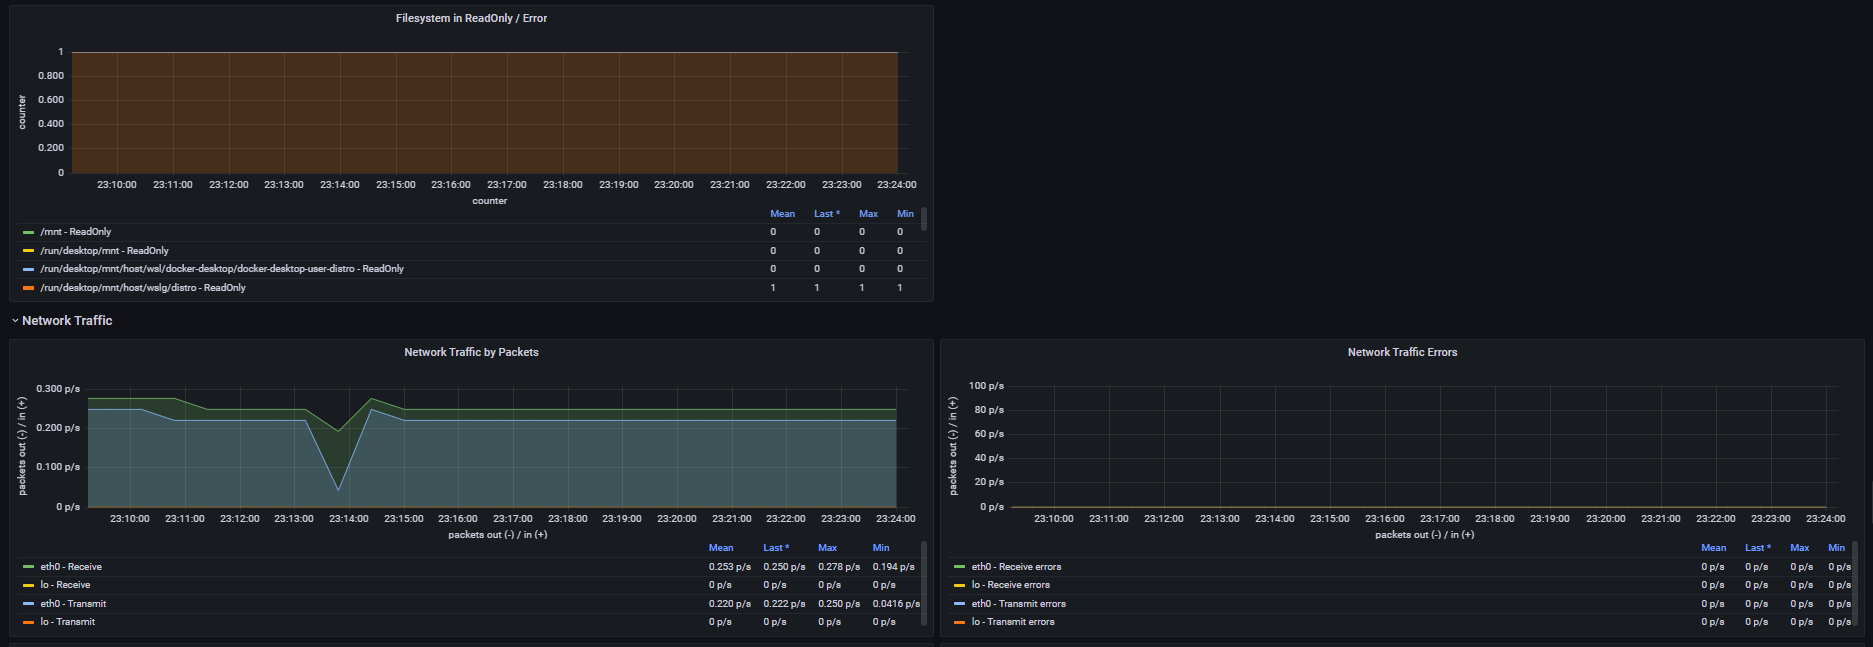 Filesystem in ReadOnly / Error
counter
1
0.800
0.600
0.400
0.200
0
23:10:00 23:11:00 23:12:00 23:13:00 23:14:00 23:15:00 23:16:00 23:17:00 23:18:00 23:19:00 23:20:00 23:21:00 23:22:00 23:23:00 23:24:00
counter
Mean Last * Max Min
/mnt - ReadOnly 0 0 0 0
/run/desktop/mnt - ReadOnly 0 0 0 0
/run/desktop/mnt/host/wsl/docker-desktop/docker-desktop-user-distro - ReadOnly 0 0 0 0
/run/desktop/mnt/host/wslg/distro - ReadOnly 1 1 1 1
Network Traffic
Network Traffic by Packets
packets out (-) / in (+)
0.300 p/s
0.200 p/s
0.100 p/s
0 p/s
23:10:00 23:11:00 23:12:00 23:13:00 23:14:00 23:15:00 23:16:00 23:17:00 23:18:00 23:19:00 23:20:00 23:21:00 23:22:00 23:23:00 23:24:00
packets out (-) / in (+)
Mean Last * Max Min
eth0 - Receive 0.253 p/s 0.250 p/s 0.278 p/s 0.194 p/s
lo - Receive 0 p/s 0 p/s 0 p/s 0 p/s
eth0 - Transmit 0.220 p/s 0.222 p/s 0.250 p/s 0.0416 p/s
lo - Transmit 0 p/s 0 p/s 0 p/s 0 p/s
Network Traffic Errors
packets out (-) / in (+)
100 p/s
80 p/s
60 p/s
40 p/s
20 p/s
0 p/s
23:10:00 23:11:00 23:12:00 23:13:00 23:14:00 23:15:00 23:16:00 23:17:00 23:18:00 23:19:00 23:20:00 23:21:00 23:22:00 23:23:00 23:24:00
packets out (-) / in (+)
Mean Last * Max Min
eth0 - Receive errors 0 p/s 0 p/s 0 p/s 0 p/s
lo - Receive errors 0 p/s 0 p/s 0 p/s 0 p/s
eth0 - Transmit errors 0 p/s 0 p/s 0 p/s 0 p/s
lo - Transmit errors 0 p/s 0 p/s 0 p/s 0 p/s